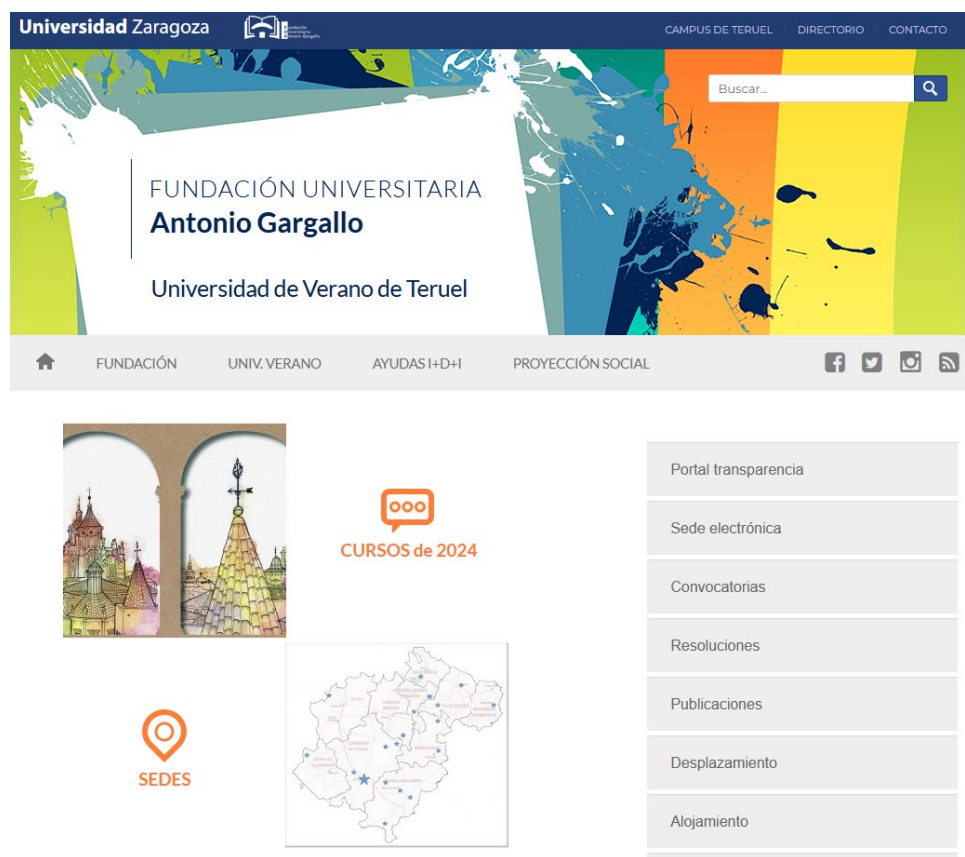 Universidad Zaragoza
CAMPUS DE TERUEL
DIRECTORIO
CONTACTO
Buscar...
FUNDACIÓN UNIVERSITARIA
Antonio Gargallo
Universidad de Verano de Teruel
FUNDACIÓN
UNIV. VERANO
AYUDAS I+D+I
PROYECCIÓN SOCIAL
CURSOS de 2024
SEDES
Portal transparencia
Sede electrónica
Convocatorias
Resoluciones
Publicaciones
Desplazamiento
Alojamiento